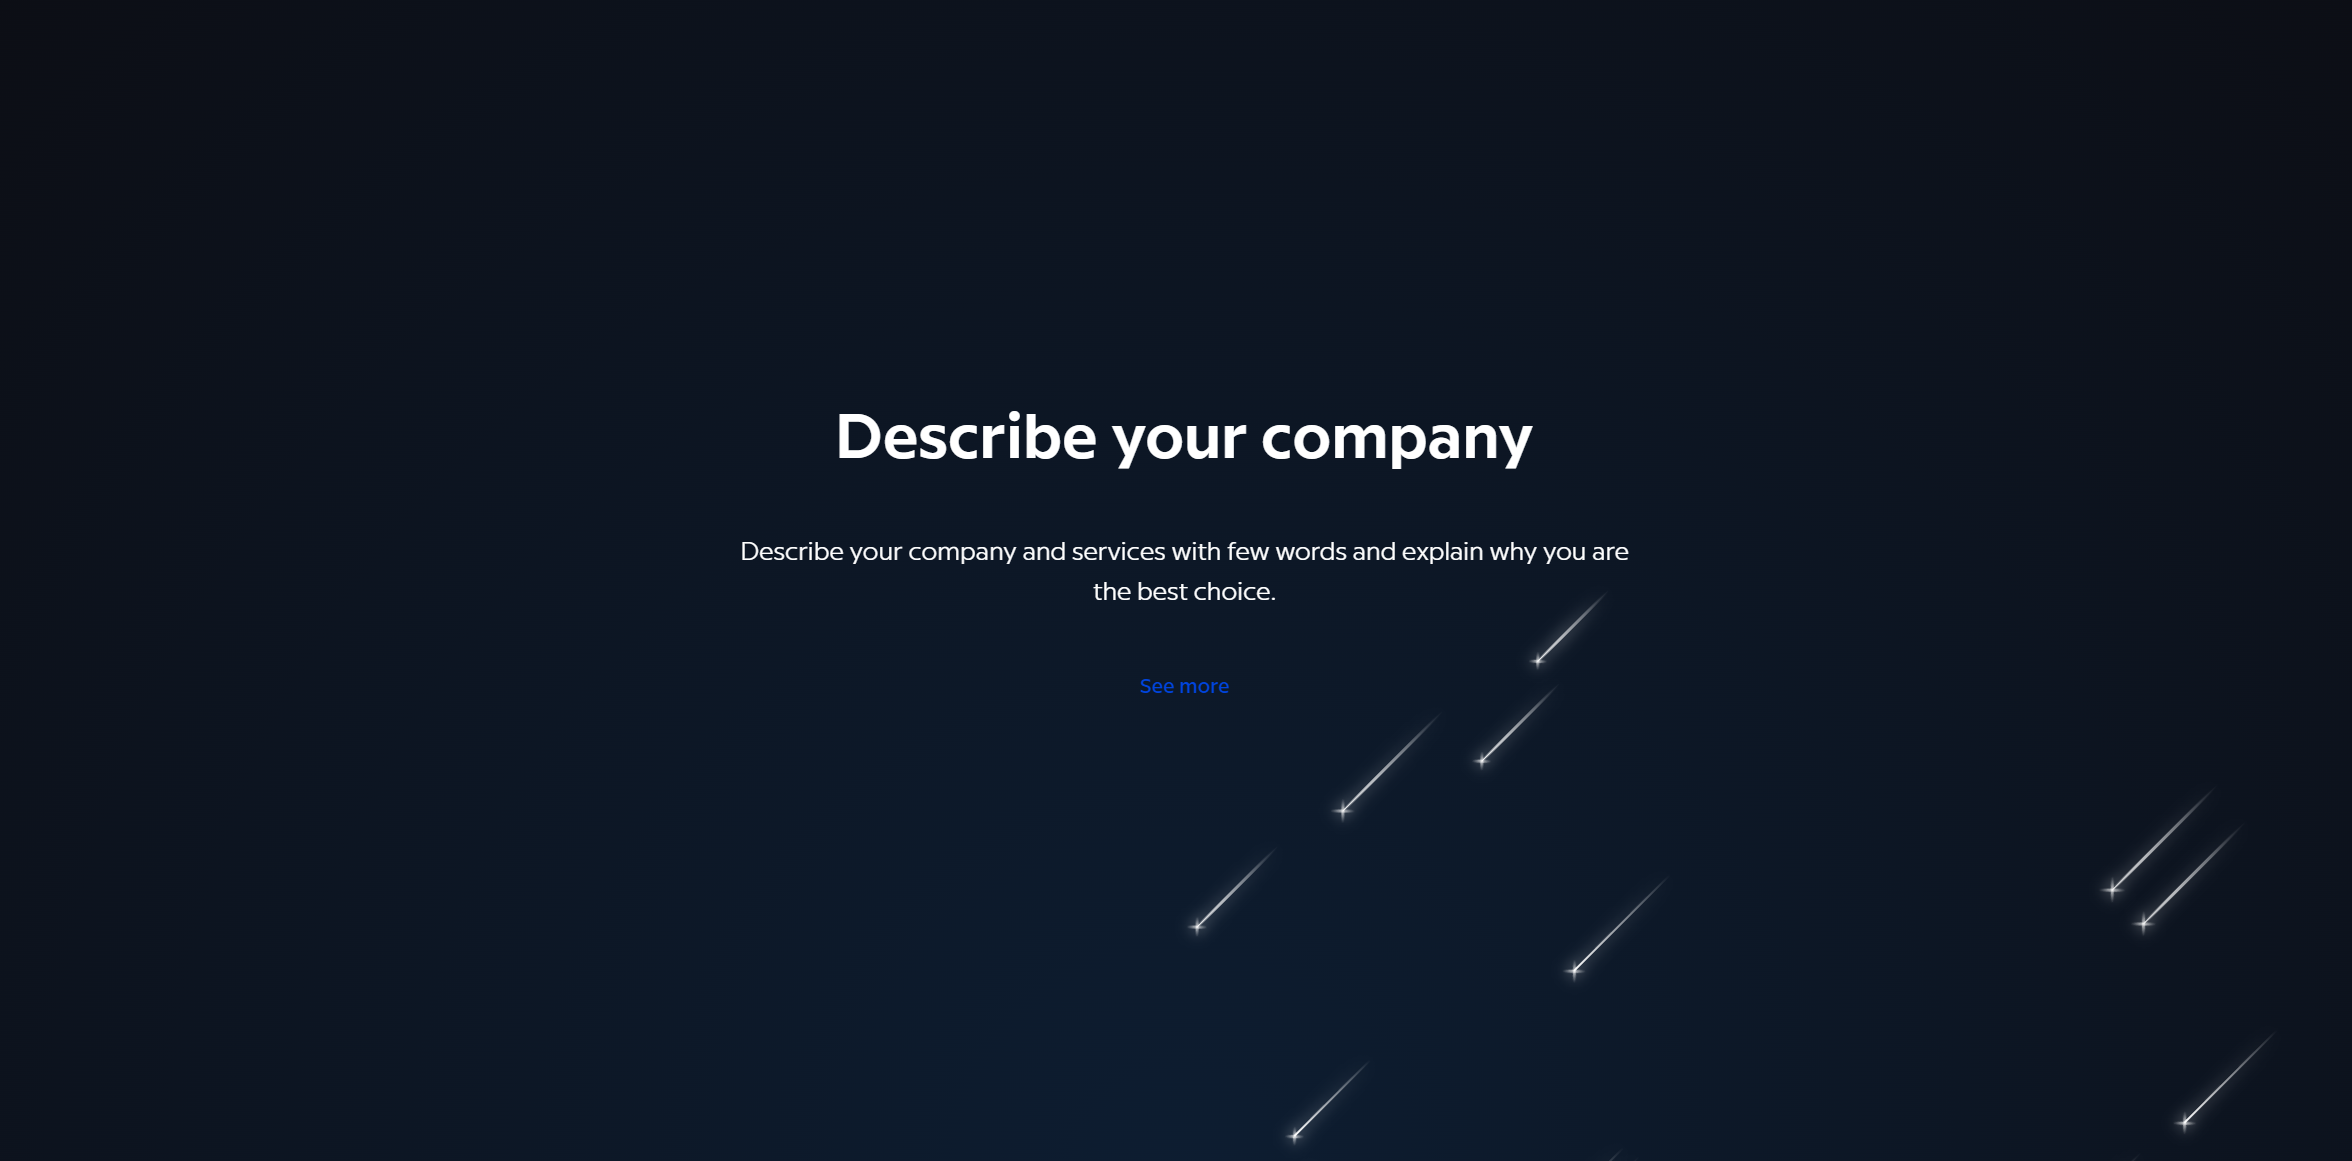 Describe your company
Describe your company and services with few words and explain why you are
the best choice.
See more